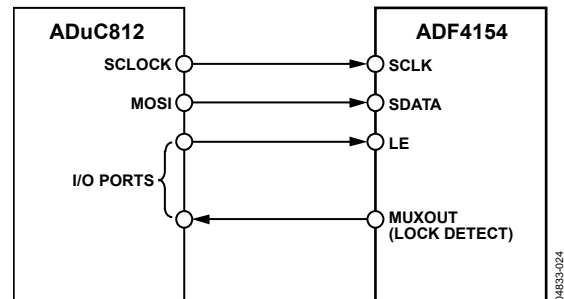 ADuC812
ADF4154
SCLOCK
SCLK
MOSI
SDATA
LE
I/O PORTS
MUXOUT
(LOCK DETECT)
04833-024